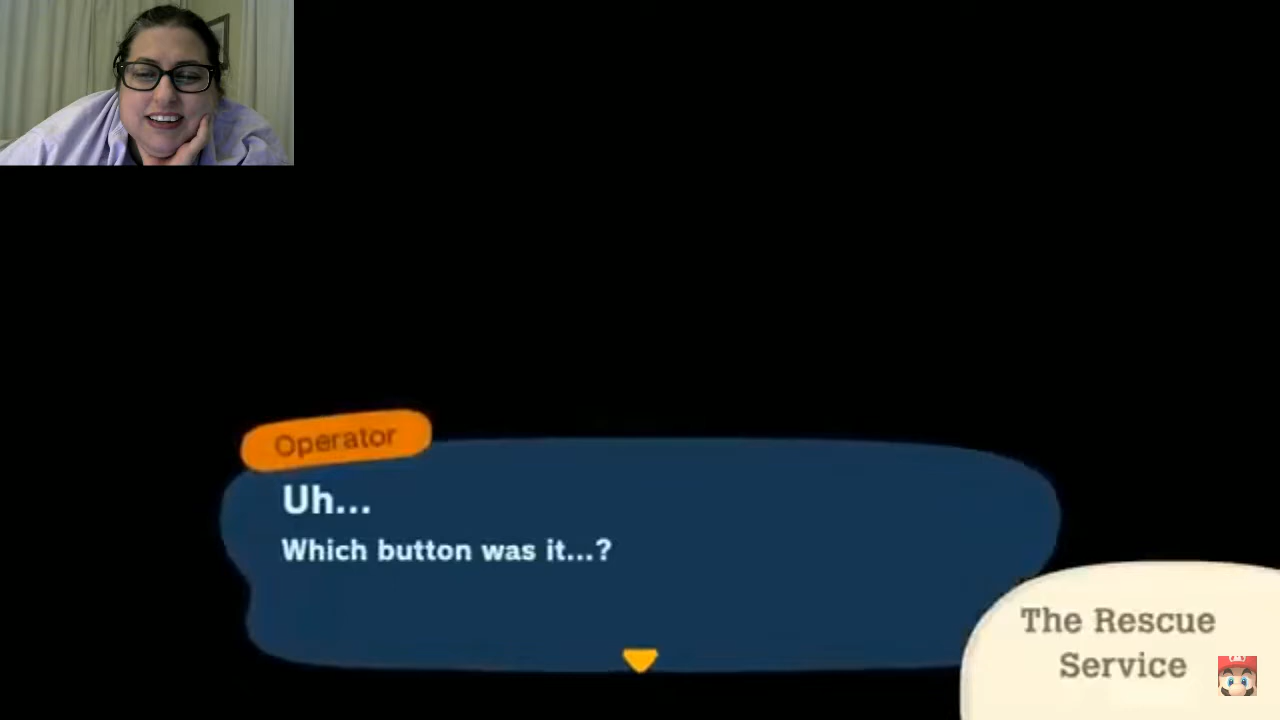 Operator
Uh...
Which button was it...?
The Rescue
Service